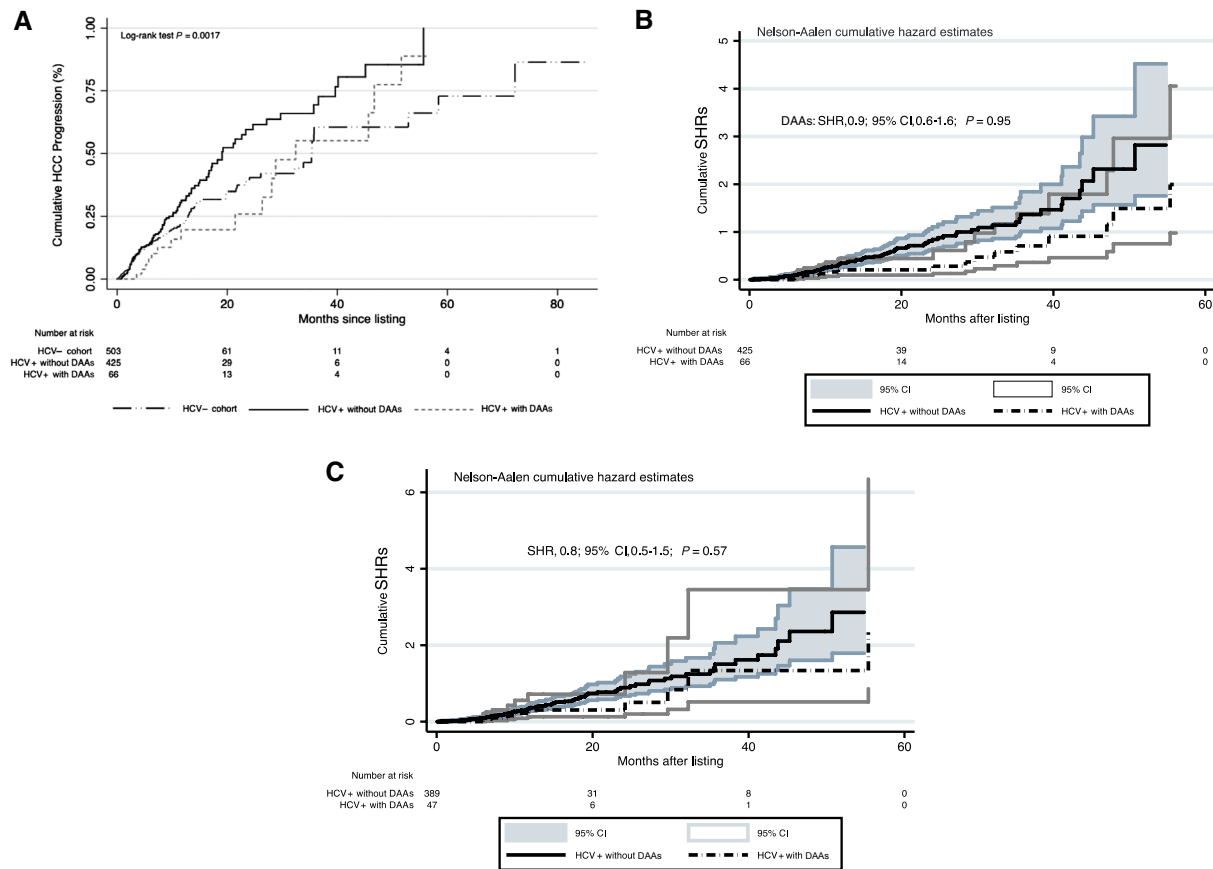 A
Log-rank test P = 0.0017
Cumulative HCC Progression (%)
1.00
0.75
0.50
0.25
0.00
0 20 40 60 80
Months since listing
Number at risk
HCV− cohort 503 61 11 4 1
HCV+ without DAAs 425 29 6 0 0
HCV+ with DAAs 66 13 4 0 0
HCV− cohort HCV+ without DAAs HCV+ with DAAs
B
Nelson-Aalen cumulative hazard estimates
DAAs: SHR,0.9; 95% CI,0.6-1.6; P = 0.95
Cumulative SHRs
5
4
3
2
1
0
0 20 40 60
Months after listing
Number at risk
HCV+ without DAAs 425 39 9 0
HCV+ with DAAs 66 14 4 0
95% CI 95% CI
HCV+ without DAAs HCV+ with DAAs
C
Nelson-Aalen cumulative hazard estimates
SHR, 0.8; 95% CI,0.5-1.5; P = 0.57
Cumulative SHRs
6
4
2
0
0 20 40 60
Months after listing
Number at risk
HCV+ without DAAs 389 31 8 0
HCV+ with DAAs 47 6 1 0
95% CI 95% CI
HCV+ without DAAs HCV+ with DAAs